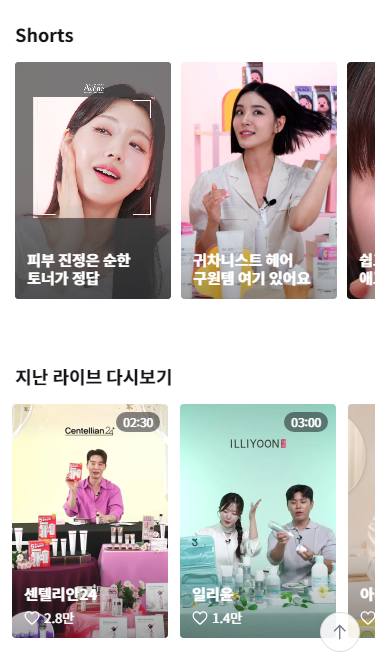 Shorts
피부 진정은 순한
토너가 정답
귀차니스트 헤어
구원템 여기 있어요
지난 라이브 다시보기
02:30
Centellian24
센텔리안24
2.8만
03:00
ILLIYOON
일리윤
1.4만